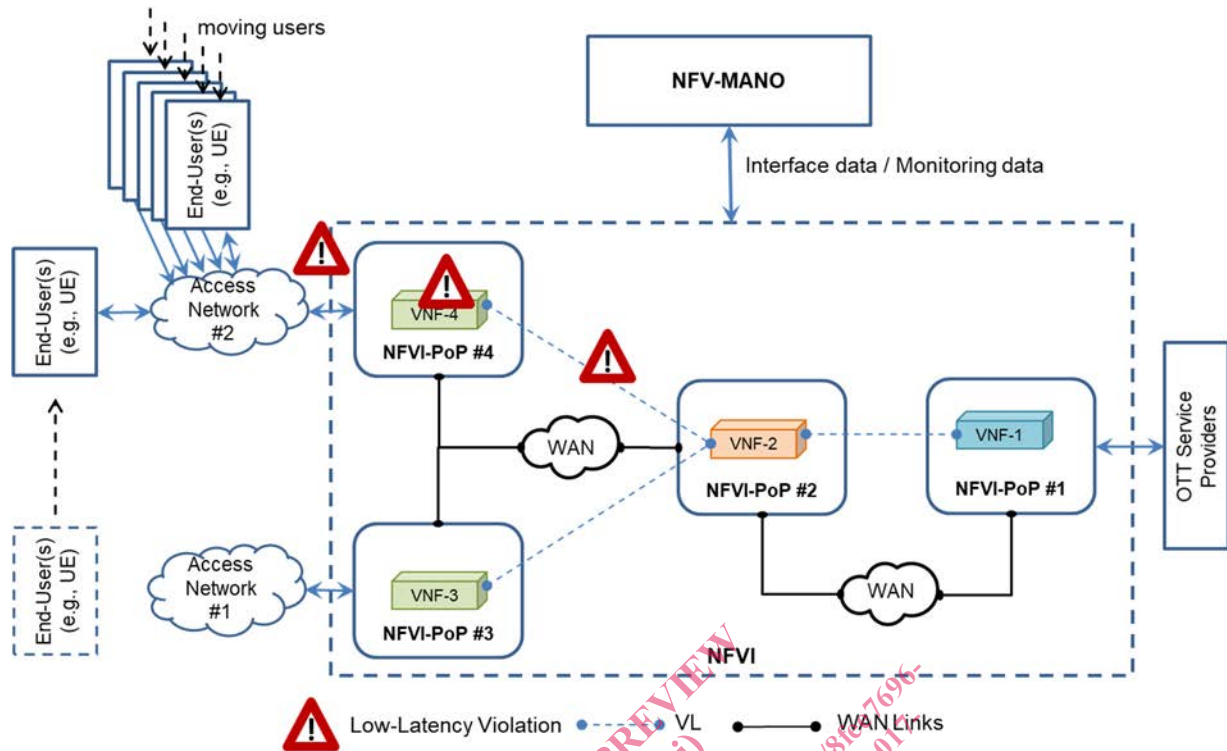 moving users
NFV-MANO
Interface data / Monitoring data
End-User(s)
(e.g., UE)
End-User(s)
(e.g., UE)
Access
Network
#2
VNF-4
NFVI-PoP #4
WAN
VNF-2
NFVI-PoP #2
VNF-1
NFVI-PoP #1
OTT Service
Providers
End-User(s)
(e.g., UE)
Access
Network
#1
VNF-3
NFVI-PoP #3
WAN
NFVI
Low-Latency Violation
VL
WAN Links
PREVIEW